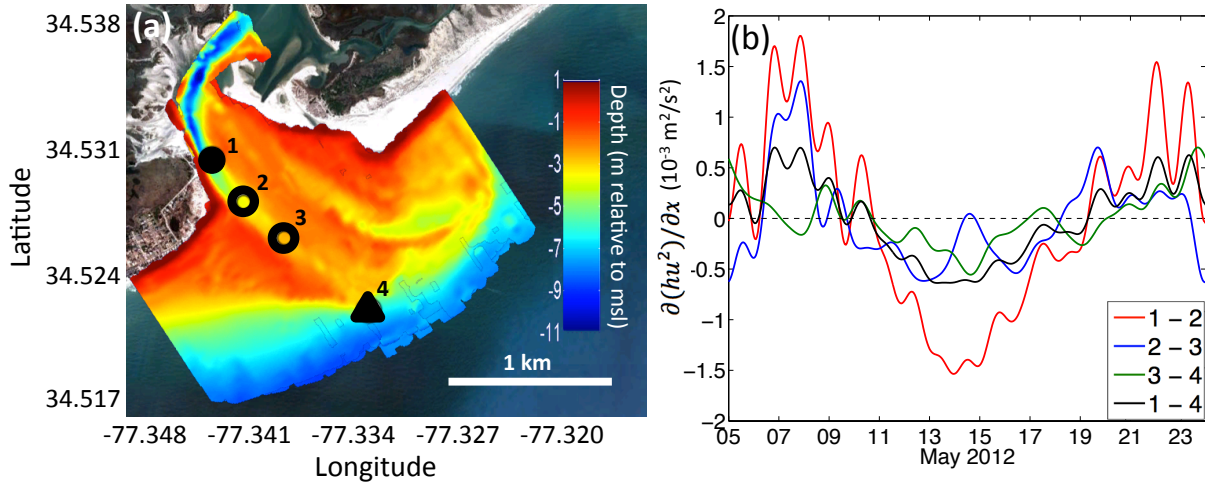 (a)
34.538
34.531
34.524
34.517
Latitude
-77.348 -77.341 -77.334 -77.327 -77.320
Longitude
1
2
3
4
1
-1
-3
-5
-7
-9
-11
Depth (m relative to msl)
1 km
(b)
2
1.5
1
0.5
0
−0.5
−1
−1.5
−2
∂(hu²)/∂x (10⁻³ m²/s²)
05 07 09 11 13 15 17 19 21 23
May 2012
1 − 2
2 − 3
3 − 4
1 − 4